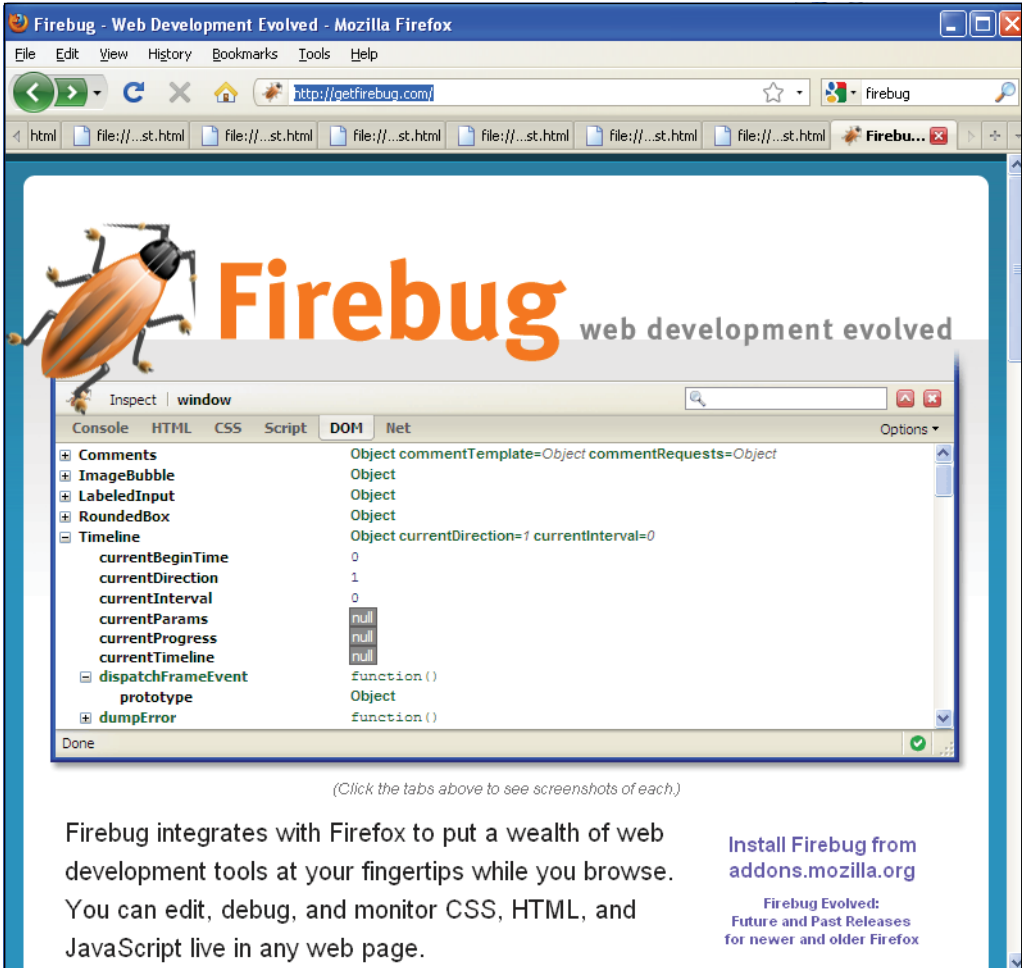 Firebug - Web Development Evolved - Mozilla Firefox
File Edit View History Bookmarks Tools Help
http://getfirebug.com/ firebug
html file://...st.html file://...st.html file://...st.html file://...st.html file://...st.html file://...st.html Firebu...
Firebug web development evolved
Inspect window
Console HTML CSS Script DOM Net Options
Comments Object commentTemplate=Object commentRequests=Object
ImageBubble Object
LabeledInput Object
RoundedBox Object
Timeline Object currentDirection=1 currentInterval=0
currentBeginTime 0
currentDirection 1
currentInterval 0
currentParams null
currentProgress null
currentTimeline null
dispatchFrameEvent function()
prototype Object
dumpError function()
Done
(Click the tabs above to see screenshots of each.)
Firebug integrates with Firefox to put a wealth of web
development tools at your fingertips while you browse.
You can edit, debug, and monitor CSS, HTML, and
JavaScript live in any web page.
Install Firebug from
addons.mozilla.org
Firebug Evolved:
Future and Past Releases
for newer and older Firefox